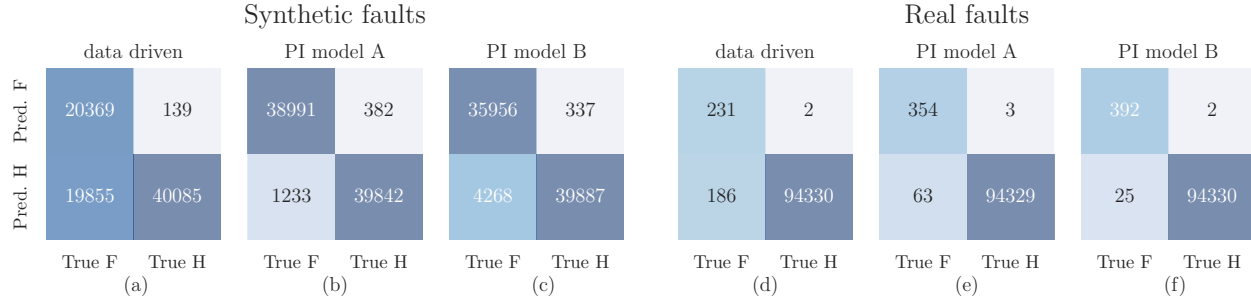 Synthetic faults Real faults
data driven PI model A PI model B data driven PI model A PI model B
Pred. F 20369 139 38991 382 35956 337 231 2 354 3 392 2
Pred. H 19855 40085 1233 39842 4268 39887 186 94330 63 94329 25 94330
True F True H True F True H True F True H True F True H True F True H True F True H
(a) (b) (c) (d) (e) (f)